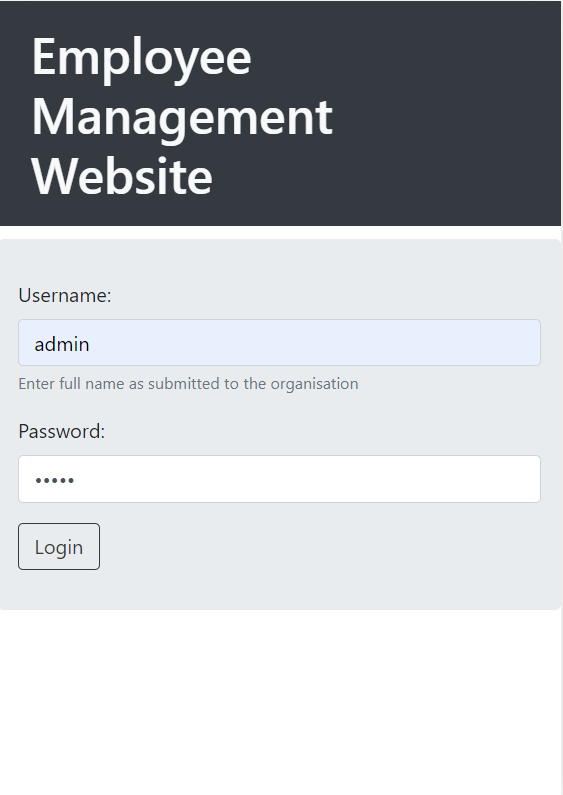 Employee
Management
Website
Username:
admin
Enter full name as submitted to the organisation
Password:
•••••
Login